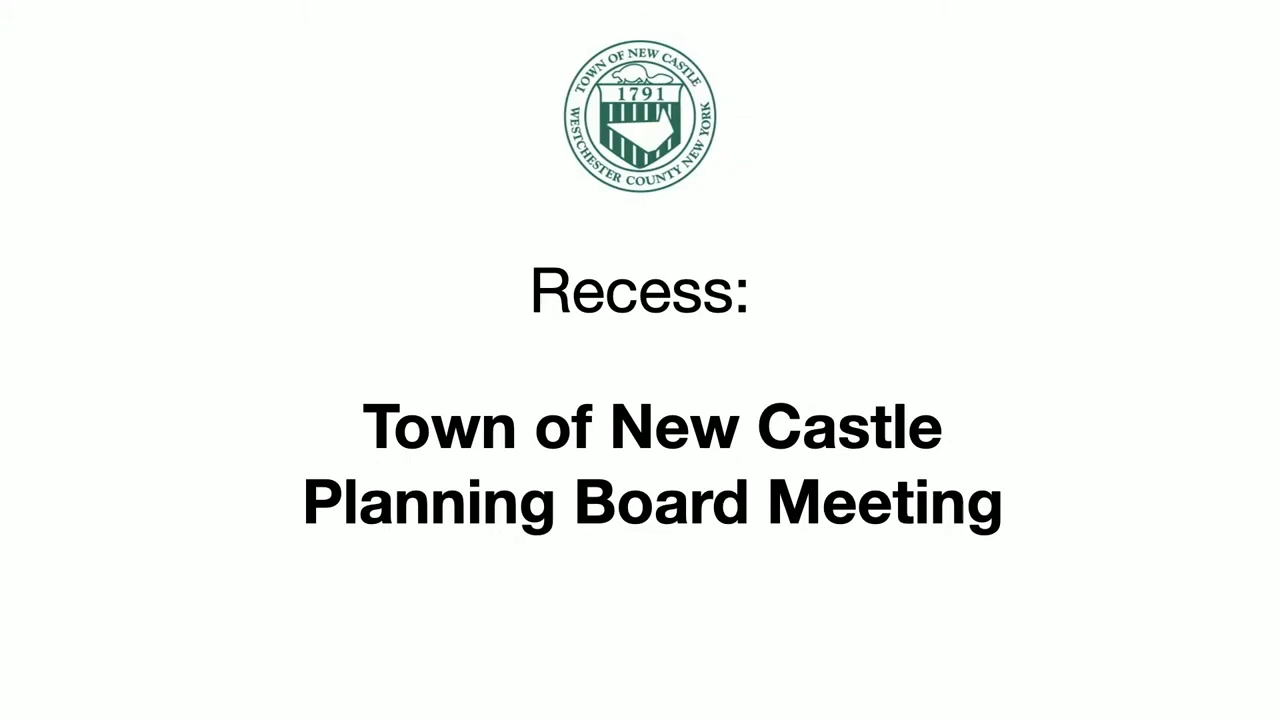 TOWN OF NEW CASTLE
1791
WESTCHESTER COUNTY NEW YORK
Recess:
Town of New Castle
Planning Board Meeting